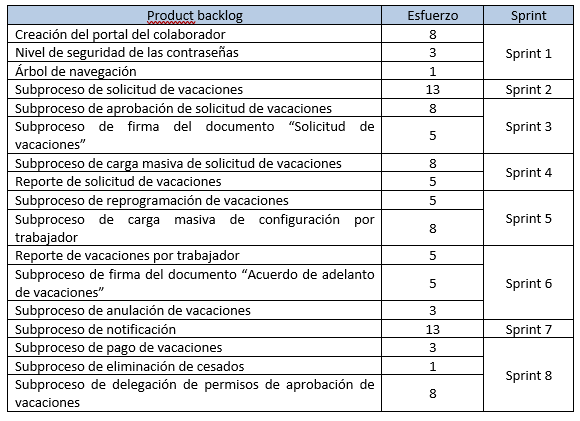 Product backlog Esfuerzo Sprint
Creación del portal del colaborador 8
Nivel de seguridad de las contraseñas 3 Sprint 1
Árbol de navegación 1
Subproceso de solicitud de vacaciones 13 Sprint 2
Subproceso de aprobación de solicitud de vacaciones 8
Subproceso de firma del documento “Solicitud de
vacaciones” 5 Sprint 3
Subproceso de carga masiva de solicitud de vacaciones 8
Reporte de solicitud de vacaciones 5 Sprint 4
Subproceso de reprogramación de vacaciones 5
Subproceso de carga masiva de configuración por
trabajador 8 Sprint 5
Reporte de vacaciones por trabajador 5
Subproceso de firma del documento “Acuerdo de adelanto
de vacaciones” 5 Sprint 6
Subproceso de anulación de vacaciones 3
Subproceso de notificación 13 Sprint 7
Subproceso de pago de vacaciones 3
Subproceso de eliminación de cesados 1 Sprint 8
Subproceso de delegación de permisos de aprobación de
vacaciones 8